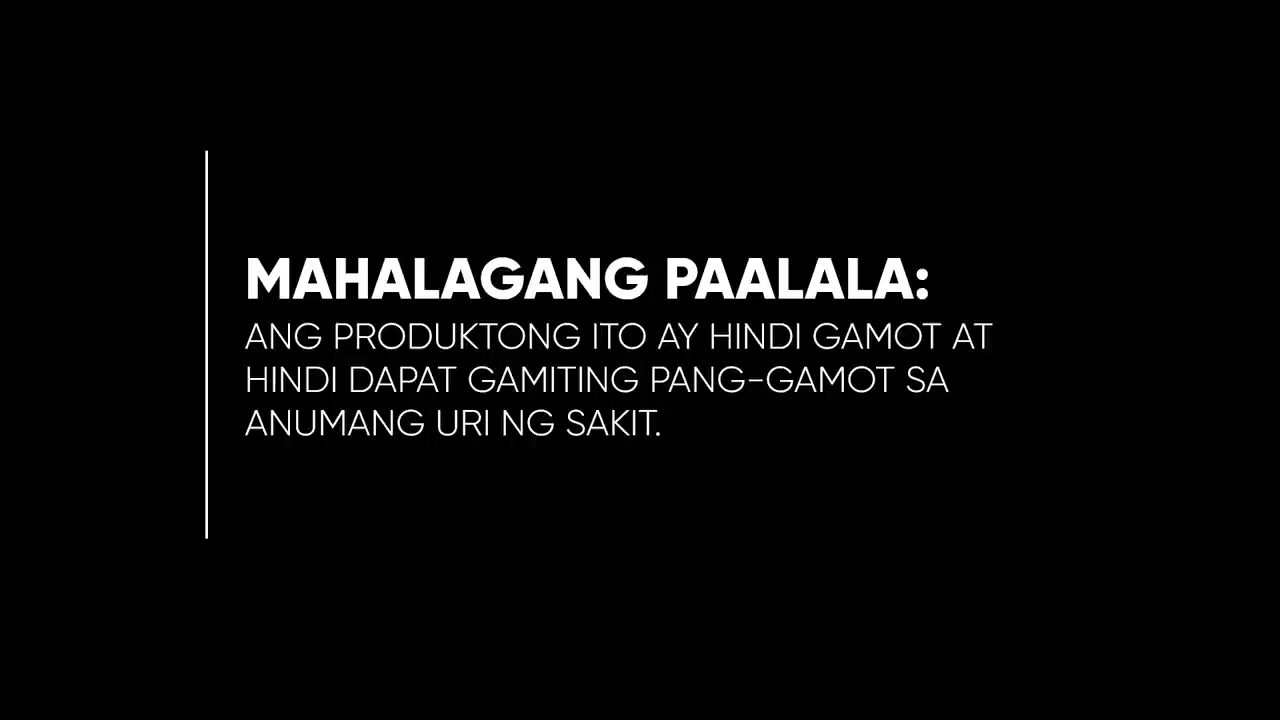 MAHALAGANG PAALALA:
ANG PRODUKTONG ITO AY HINDI GAMOT AT
HINDI DAPAT GAMITING PANG-GAMOT SA
ANUMANG URI NG SAKIT.